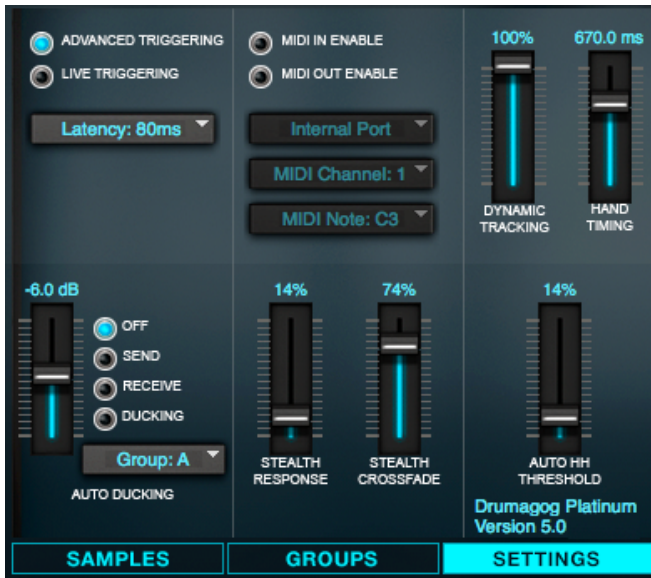 ADVANCED TRIGGERING
LIVE TRIGGERING
Latency: 80ms
MIDI IN ENABLE
MIDI OUT ENABLE
Internal Port
MIDI Channel: 1
MIDI Note: C3
100%
670.0 ms
DYNAMIC
TRACKING
HAND
TIMING
-6.0 dB
OFF
SEND
RECEIVE
DUCKING
Group: A
AUTO DUCKING
14%
74%
STEALTH
RESPONSE
STEALTH
CROSSFADE
14%
AUTO HH
THRESHOLD
Drumagog Platinum
Version 5.0
SAMPLES
GROUPS
SETTINGS